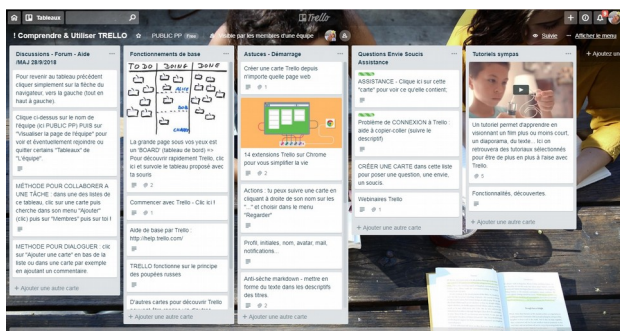 Tableaux
Trello
! Comprendre & Utiliser TRELLO
PUBLIC PP Free
Visible par les membres d'une équipe
Suivie
Afficher le menu
Discussions - Forum - Aide
/MAJ 28/9/2018
Pour revenir au tableau précédent
cliquer simplement sur la flèche du
navigateur, vers la gauche (tout en
haut à gauche).
Clique ci-dessus sur le nom de
l'équipe (ici PUBLIC PP) PUIS sur
"Visualiser la page de l'équipe" pour
voir et éventuellement rejoindre ou
quitter certains "Tableaux" de
"L'équipe".
METHODE POUR COLLABORER A
UNE TÂCHE : dans une des listes de
ce tableau, clic sur une carte puis
cherche dans somd menu "Ajouter"
(clic) puis sur "Membres" puis sur toi !
METHODE POUR DIALOGUER : clic
sur "Ajouter une carte" en bas de la
liste ou dans une carte par exemple
en ajoutant un commentaire.
+ Ajouter une autre carte
Fonctionnements de base
TO DO DOING DONE
La grande page sous vos yeux est
un 'BOARD' (tableau de bord) =>
Pour découvrir rapidement Trello, clic
ici et survole le tableau proposé avec
ta souris
2
Commencer avec Trello - Clic ici !
1
Aide de base par Trello :
http://help.trello.com/
TRELLO fonctionne sur le principe
des poupées russes
D'autres cartes pour découvrir Trello
+ Ajouter une autre carte
Astuces - Démarrage
Créer une carte Trello depuis
n'importe quelle page web
1
14 extensions Trello sur Chrome
pour vous simplifier la vie
2
Actions : tu peux suivre une carte en
cliquant à droite de son nom sur les
"..." et choisir dans le menu
"Regarder"
Profil, initiales, nom, avatar, mail,
notifications...
Anti-sèche markdown - mettre en
forme du texte dans les descriptifs
des titres.
2
+ Ajouter une autre carte
Questions Envie Soucis
Assistance
ASSISTANCE - Clique ici sur cette
"carte" pour voir ce qu'elle contient.
Problème de CONNEXION à Trello :
aide à copier-coller (suivre le
descriptif)
CRÉER UNE CARTE dans cette liste
pour poser une question, une envie,
un soucis.
Webinaires Trello
1
+ Ajouter une autre carte
Tutoriels sympas
Un tutoriel permet d'apprendre en
visionnant un film plus ou moins court,
un diaporama, du texte... Ici on
retrouvera des tutoriaux sélectionnés
pour être de plus en plus à l'aise avec
Trello.
5
Fonctionnalités, découvertes.
+ Ajouter une autre carte
+ Ajoutez un